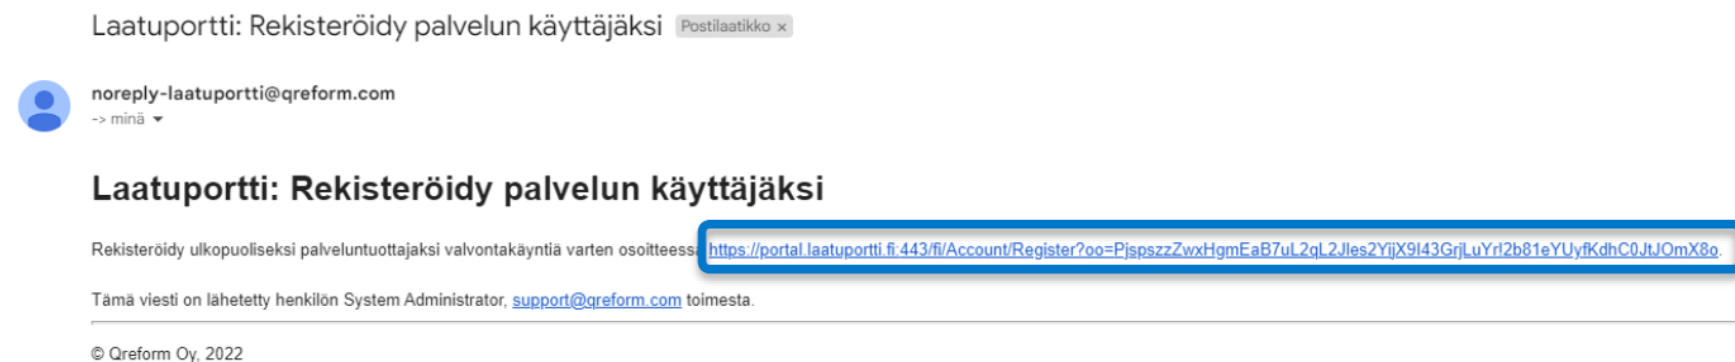 Laatuportti: Rekisteröidy palvelun käyttäjäksi Postilaatikko ×
noreply-laatuportti@qreform.com
-> minä
Laatuportti: Rekisteröidy palvelun käyttäjäksi
Rekisteröidy ulkopuoliseksi palveluntuottajaksi valvontakäyntiä varten osoitteessa https://portal.laatuportti.fi:443/fi/Account/Register?oo=PjspszzZwxHgmEaB7uL2qL2Jles2YijX9I43GrjLuYrI2b81eYUyfKdhC0JtJOmX8o.
Tämä viesti on lähetetty henkilön System Administrator, support@qreform.com toimesta.
© Qreform Oy, 2022